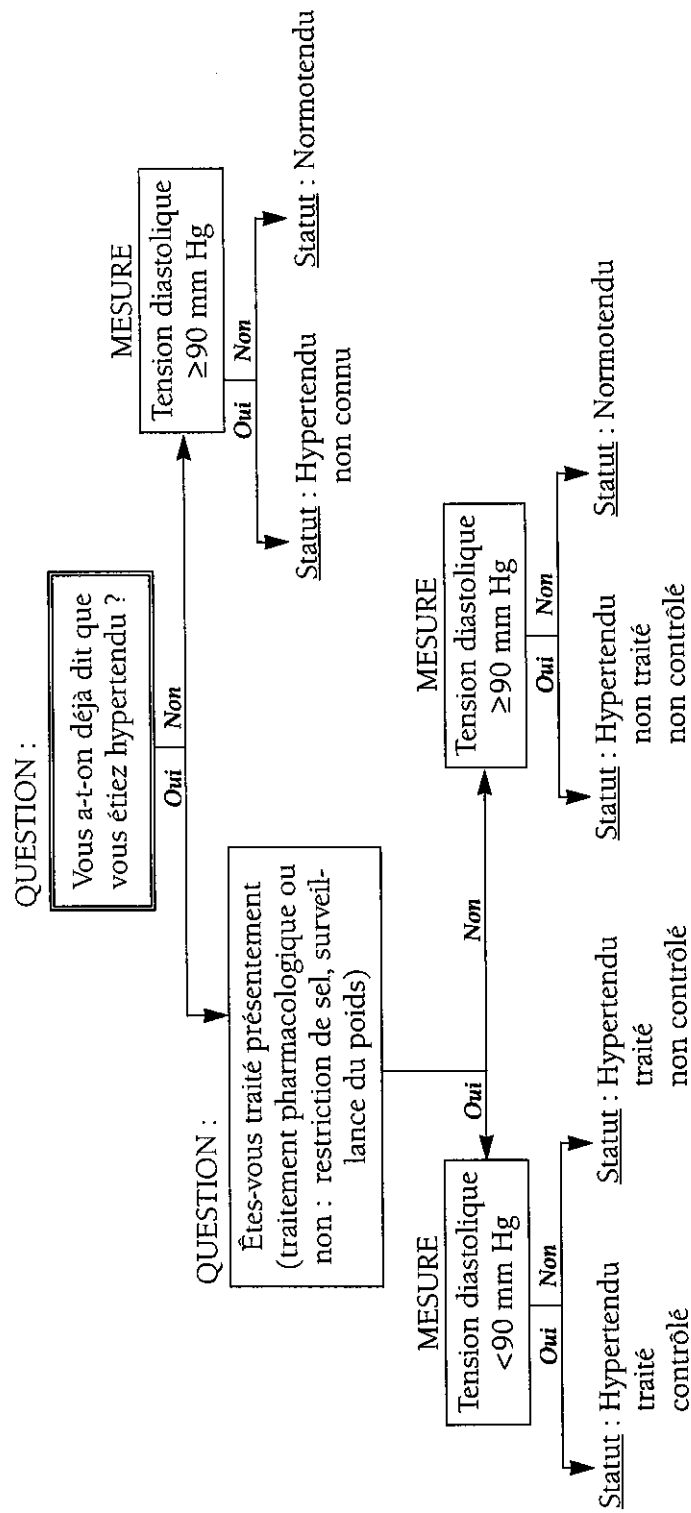 QUESTION :
Vous a-t-on déjà dit que
vous étiez hypertendu ?
Oui
Non
QUESTION :
Êtes-vous traité présentement
(traitement pharmacologique ou
non : restriction de sel, surveil-
lance du poids)
Oui
Non
MESURE
Tension diastolique
≥90 mm Hg
Oui
Non
Statut : Hypertendu
non connu
Statut : Normotendu
MESURE
Tension diastolique
<90 mm Hg
Oui
Non
Statut : Hypertendu
traité
contrôlé
Statut : Hypertendu
traité
non contrôlé
MESURE
Tension diastolique
≥90 mm Hg
Oui
Non
Statut : Hypertendu
non traité
non contrôlé
Statut : Normotendu